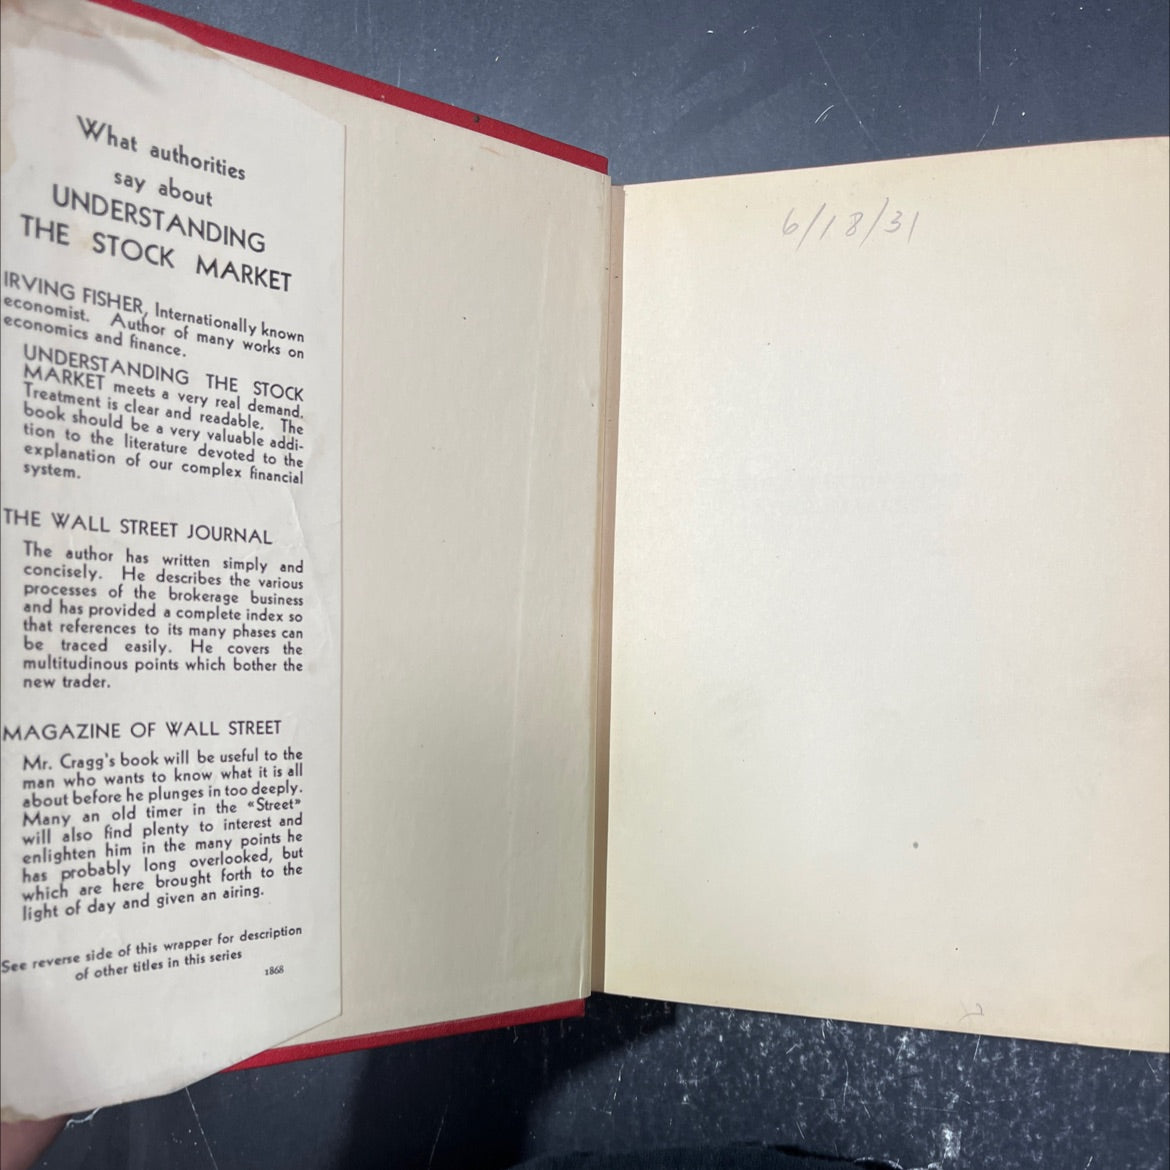 What authorities
say about
UNDERSTANDING
THE STOCK MARKET
IRVING FISHER, Internationally known
economist. Author of many works on
economics and finance.
UNDERSTANDING THE STOCK
MARKET meets a very real demand.
Treatment is clear and readable. The
book should be a very valuable addi-
tion to the literature devoted to the
explanation of our complex financial
system.
THE WALL STREET JOURNAL
The author has written simply and
concisely. He describes the various
processes of the brokerage business
and has provided a complete index so
that references to its many phases can
be traced easily. He covers the
multitudinous points which bother the
new trader.
MAGAZINE OF WALL STREET
Mr. Cragg's book will be useful to the
man who wants to know what it is all
about before he plunges in too deeply.
Many an old timer in the «Street»
will also find plenty to interest and
enlighten him in the many points he
has probably long overlooked, but
which are here brought forth to the
light of day and given an airing.
See reverse side of this wrapper for description
of other titles in this series
1868
6/18/31